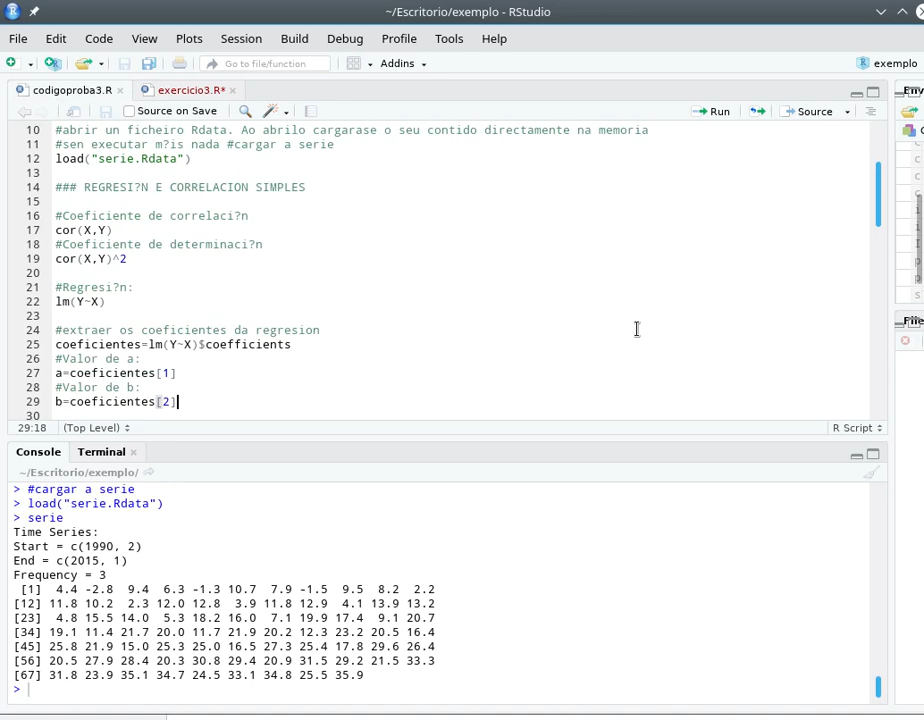 ~/Escritorio/exemplo - RStudio
File Edit Code View Plots Session Build Debug Profile Tools Help
Go to file/function Addins exemplo
codigoproba3.R exercicio3.R*
Source on Save Run Source
10 #abrir un ficheiro Rdata. Ao abrilo cargarase o seu contido directamente na memoria
11 #sen executar m?is nada #cargar a serie
12 load("serie.Rdata")
13
14 ### REGRESI?N E CORRELACION SIMPLES
15
16 #Coeficiente de correlaci?n
17 cor(X,Y)
18 #Coeficiente de determinaci?n
19 cor(X,Y)^2
20
21 #Regresi?n:
22 lm(Y~X)
23
24 #extraer os coeficientes da regresion
25 coeficientes=lm(Y~X)$coefficients
26 #Valor de a:
27 a=coeficientes[1]
28 #Valor de b:
29 b=coeficientes[2]
30
29:18 (Top Level) R Script
Console Terminal
~/Escritorio/exemplo/
> #cargar a serie
> load("serie.Rdata")
> serie
Time Series:
Start = c(1990, 2)
End = c(2015, 1)
Frequency = 3
[1] 4.4 -2.8 9.4 6.3 -1.3 10.7 7.9 -1.5 9.5 8.2 2.2
[12] 11.8 10.2 2.3 12.0 12.8 3.9 11.8 12.9 4.1 13.9 13.2
[23] 4.8 15.5 14.0 5.3 18.2 16.0 7.1 19.9 17.4 9.1 20.7
[34] 19.1 11.4 21.7 20.0 11.7 21.9 20.2 12.3 23.2 20.5 16.4
[45] 25.8 21.9 15.0 25.3 25.0 16.5 27.3 25.4 17.8 29.6 26.4
[56] 20.5 27.9 28.4 20.3 30.8 29.4 20.9 31.5 29.2 21.5 33.3
[67] 31.8 23.9 35.1 34.7 24.5 33.1 34.8 25.5 35.9
>